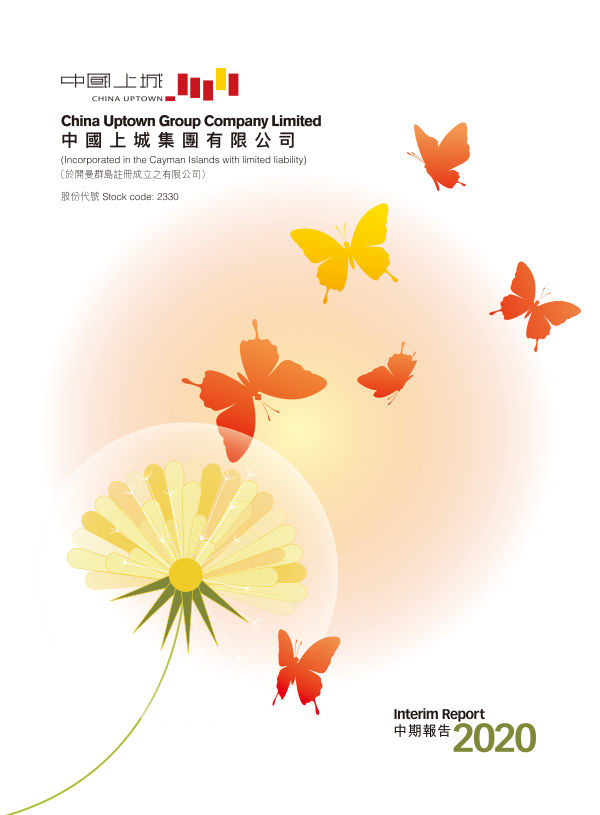 中國上城
CHINA UPTOWN
China Uptown Group Company Limited
中國上城集團有限公司
(Incorporated in the Cayman Islands with limited liability)
（於開曼群島註冊成立之有限公司）
股份代號 Stock code: 2330
Interim Report
中期報告 2020